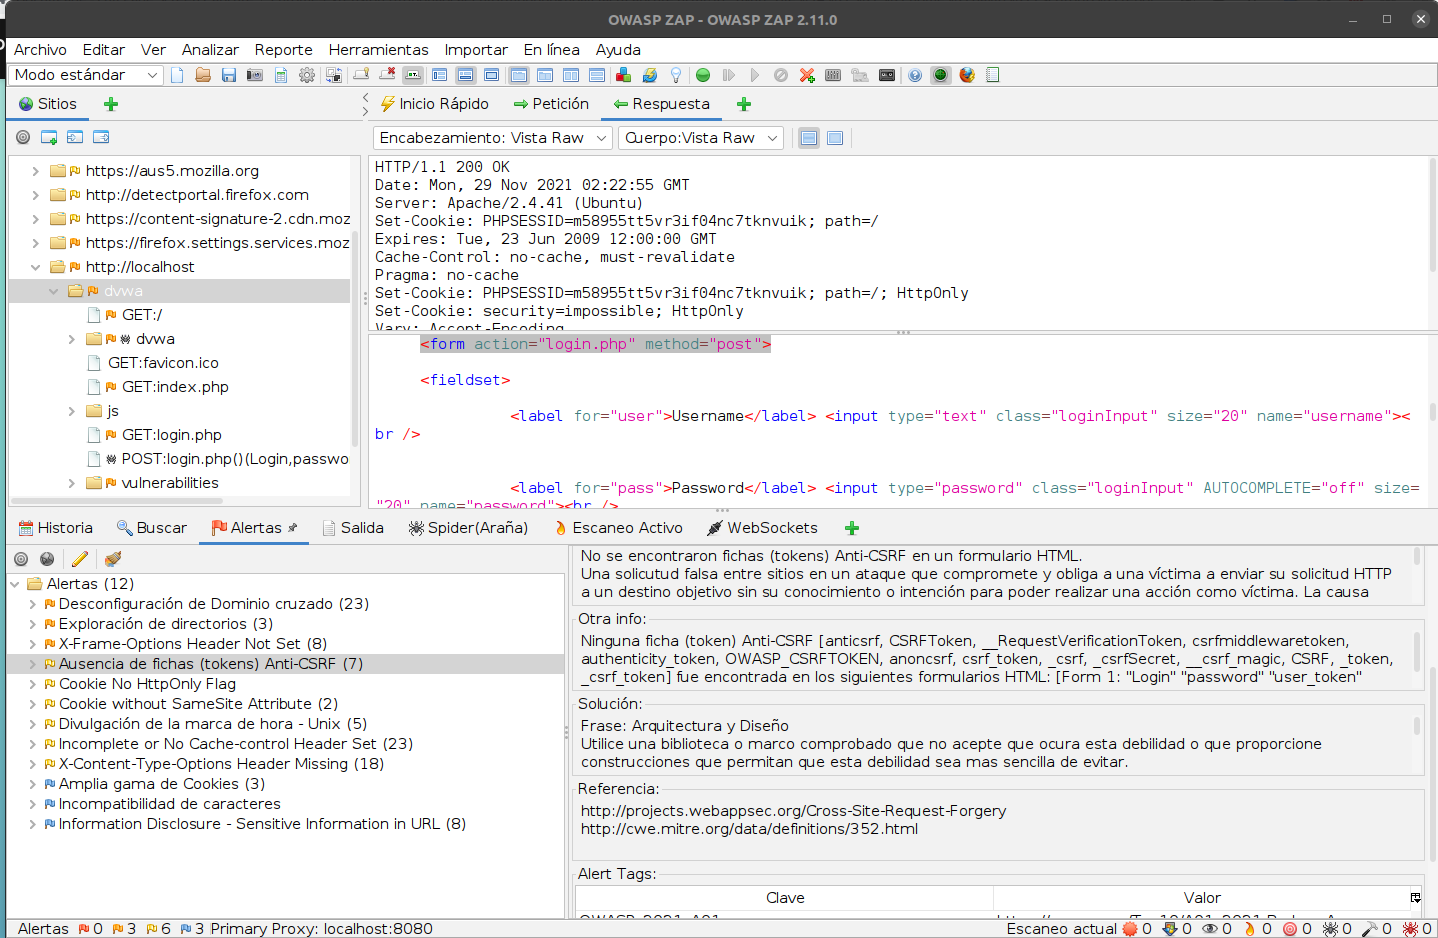 OWASP ZAP - OWASP ZAP 2.11.0
Archivo Editar Ver Analizar Reporte Herramientas Importar En línea Ayuda
Modo estándar
Sitios
Inicio Rápido Petición Respuesta
Encabezamiento: Vista Raw Cuerpo:Vista Raw
https://aus5.mozilla.org
http://detectportal.firefox.com
https://content-signature-2.cdn.moz
https://firefox.settings.services.moz
http://localhost
dvwa
GET:/
dvwa
GET:favicon.ico
GET:index.php
js
GET:login.php
POST:login.php()(Login,passwo
vulnerabilities
HTTP/1.1 200 OK
Date: Mon, 29 Nov 2021 02:22:55 GMT
Server: Apache/2.4.41 (Ubuntu)
Set-Cookie: PHPSESSID=m58955tt5vr3if04nc7tknvuik; path=/
Expires: Tue, 23 Jun 2009 12:00:00 GMT
Cache-Control: no-cache, must-revalidate
Pragma: no-cache
Set-Cookie: PHPSESSID=m58955tt5vr3if04nc7tknvuik; path=/; HttpOnly
Set-Cookie: security=impossible; HttpOnly
Vary: Accept-Encoding
<form action="login.php" method="post">
<fieldset>
<label for="user">Username</label> <input type="text" class="loginInput" size="20" name="username"><
br />
<label for="pass">Password</label> <input type="password" class="loginInput" AUTOCOMPLETE="off" size=
"20" name="password"><br />
Historia Buscar Alertas Salida Spider(Araña) Escaneo Activo WebSockets
Alertas (12)
Desconfiguración de Dominio cruzado (23)
Exploración de directorios (3)
X-Frame-Options Header Not Set (8)
Ausencia de fichas (tokens) Anti-CSRF (7)
Cookie No HttpOnly Flag
Cookie without SameSite Attribute (2)
Divulgación de la marca de hora - Unix (5)
Incomplete or No Cache-control Header Set (23)
X-Content-Type-Options Header Missing (18)
Amplia gama de Cookies (3)
Incompatibilidad de caracteres
Information Disclosure - Sensitive Information in URL (8)
No se encontraron fichas (tokens) Anti-CSRF en un formulario HTML.
Una solicutud falsa entre sitios en un ataque que compromete y obliga a una víctima a enviar su solicitud HTTP
a un destino objetivo sin su conocimiento o intención para poder realizar una acción como víctima. La causa
Otra info:
Ninguna ficha (token) Anti-CSRF [anticsrf, CSRFToken, __RequestVerificationToken, csrfmiddlewaretoken,
authenticity_token, OWASP_CSRFTOKEN, anoncsrf, csrf_token, _csrf, _csrfSecret, __csrf_magic, CSRF, _token,
_csrf_token] fue encontrada en los siguientes formularios HTML: [Form 1: "Login" "password" "user_token"
Solución:
Frase: Arquitectura y Diseño
Utilice una biblioteca o marco comprobado que no acepte que ocura esta debilidad o que proporcione
construcciones que permitan que esta debilidad sea mas sencilla de evitar.
Referencia:
http://projects.webappsec.org/Cross-Site-Request-Forgery
http://cwe.mitre.org/data/definitions/352.html
Alert Tags:
Clave Valor
Alertas 0 3 6 3 Primary Proxy: localhost:8080 Escaneo actual 0 0 0 0 0 0 0 0